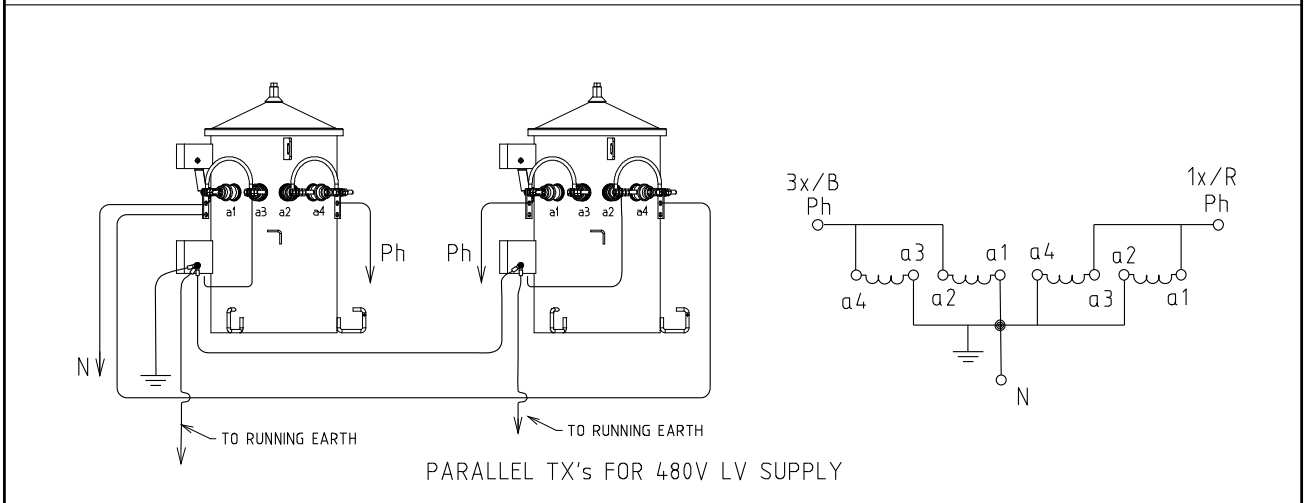 a1 a3 a2 a4
Ph
N
TO RUNNING EARTH
Ph
a1 a3 a2 a4
TO RUNNING EARTH
3x/B
Ph
1x/R
Ph
a3 a1 a4 a2
a4 a2 a3 a1
N
PARALLEL TX's FOR 480V LV SUPPLY